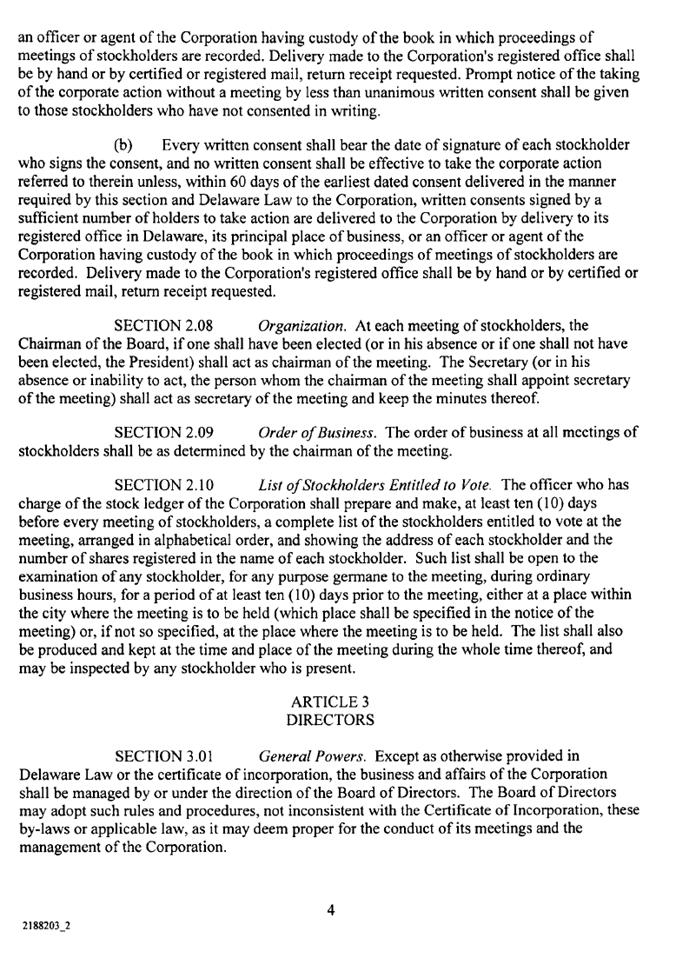 an officer or agent of the Corporation having custody of the book in which proceedings of
meetings of stockholders are recorded. Delivery made to the Corporation's registered office shall
be by hand or by certified or registered mail, return receipt requested. Prompt notice of the taking
of the corporate action without a meeting by less than unanimous written consent shall be given
to those stockholders who have not consented in writing.
(b) Every written consent shall bear the date of signature of each stockholder
who signs the consent, and no written consent shall be effective to take the corporate action
referred to therein unless, within 60 days of the earliest dated consent delivered in the manner
required by this section and Delaware Law to the Corporation, written consents signed by a
sufficient number of holders to take action are delivered to the Corporation by delivery to its
registered office in Delaware, its principal place of business, or an officer or agent of the
Corporation having custody of the book in which proceedings of meetings of stockholders are
recorded. Delivery made to the Corporation's registered office shall be by hand or by certified or
registered mail, return receipt requested.
SECTION 2.08 Organization. At each meeting of stockholders, the
Chairman of the Board, if one shall have been elected (or in his absence or if one shall not have
been elected, the President) shall act as chairman of the meeting. The Secretary (or in his
absence or inability to act, the person whom the chairman of the meeting shall appoint secretary
of the meeting) shall act as secretary of the meeting and keep the minutes thereof.
SECTION 2.09 Order of Business. The order of business at all meetings of
stockholders shall be as determined by the chairman of the meeting.
SECTION 2.10 List of Stockholders Entitled to Vote. The officer who has
charge of the stock ledger of the Corporation shall prepare and make, at least ten (10) days
before every meeting of stockholders, a complete list of the stockholders entitled to vote at the
meeting, arranged in alphabetical order, and showing the address of each stockholder and the
number of shares registered in the name of each stockholder. Such list shall be open to the
examination of any stockholder, for any purpose germane to the meeting, during ordinary
business hours, for a period of at least ten (10) days prior to the meeting, either at a place within
the city where the meeting is to be held (which place shall be specified in the notice of the
meeting) or, if not so specified, at the place where the meeting is to be held. The list shall also
be produced and kept at the time and place of the meeting during the whole time thereof, and
may be inspected by any stockholder who is present.
ARTICLE 3
DIRECTORS
SECTION 3.01 General Powers. Except as otherwise provided in
Delaware Law or the certificate of incorporation, the business and affairs of the Corporation
shall be managed by or under the direction of the Board of Directors. The Board of Directors
may adopt such rules and procedures, not inconsistent with the Certificate of Incorporation, these
by-laws or applicable law, as it may deem proper for the conduct of its meetings and the
management of the Corporation.
4
2188203_2